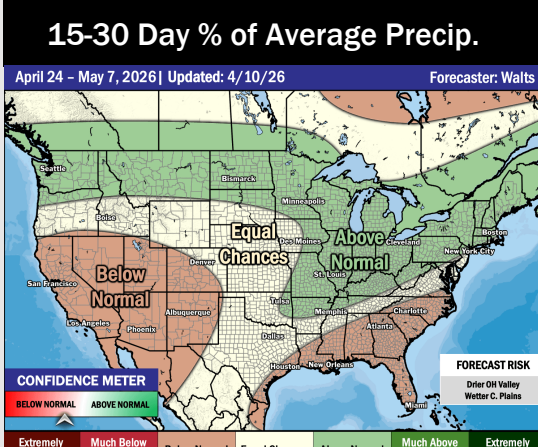 15-30 Day % of Average Precip.
April 24 – May 7, 2026| Updated: 4/10/26
Forecaster: Walts
Seattle
Bismarck
Minneapolis
Boise
Boston
Equal
Chances
Des Moines
Above
Normal
Cleveland
New York City
Denver
Below
Normal
St. Louis
San Francisco
Tulsa
Memphis
Charlotte
Albuquerque
Los Angeles
Phoenix
Atlanta
Dallas
Houston
New Orleans
Miami
FORECAST RISK
Drier OH Valley
Wetter C. Plains
CONFIDENCE METER
BELOW NORMAL
ABOVE NORMAL
Extremely
Much Below
Much Above
Extremely